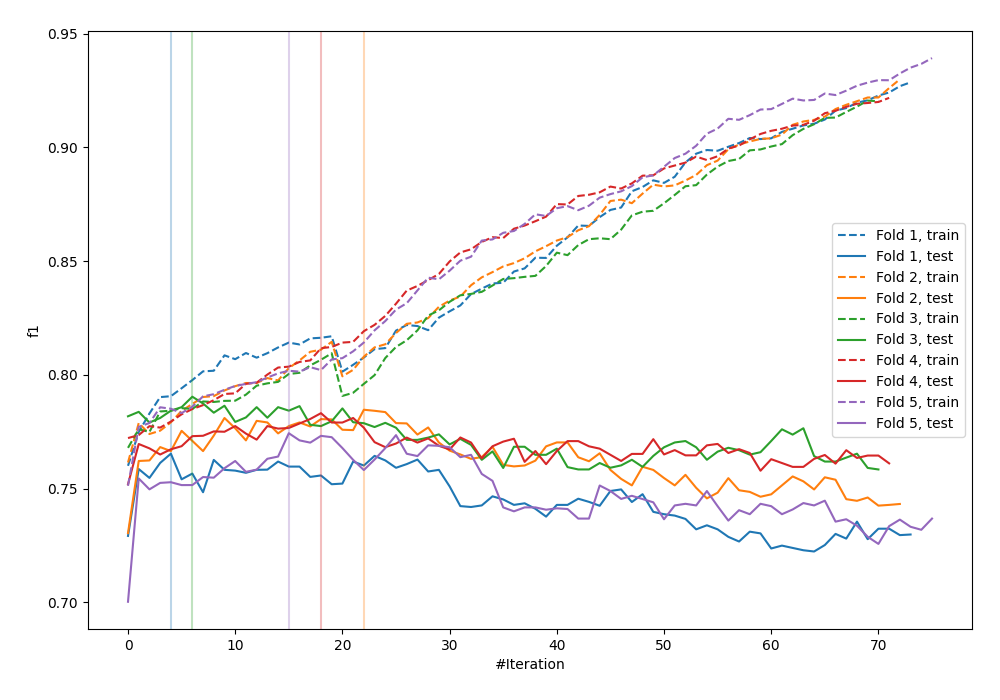 0.95
0.90
0.85
0.80
0.75
0.70
f1
0 10 20 30 40 50 60 70
#Iteration
Fold 1, train
Fold 1, test
Fold 2, train
Fold 2, test
Fold 3, train
Fold 3, test
Fold 4, train
Fold 4, test
Fold 5, train
Fold 5, test